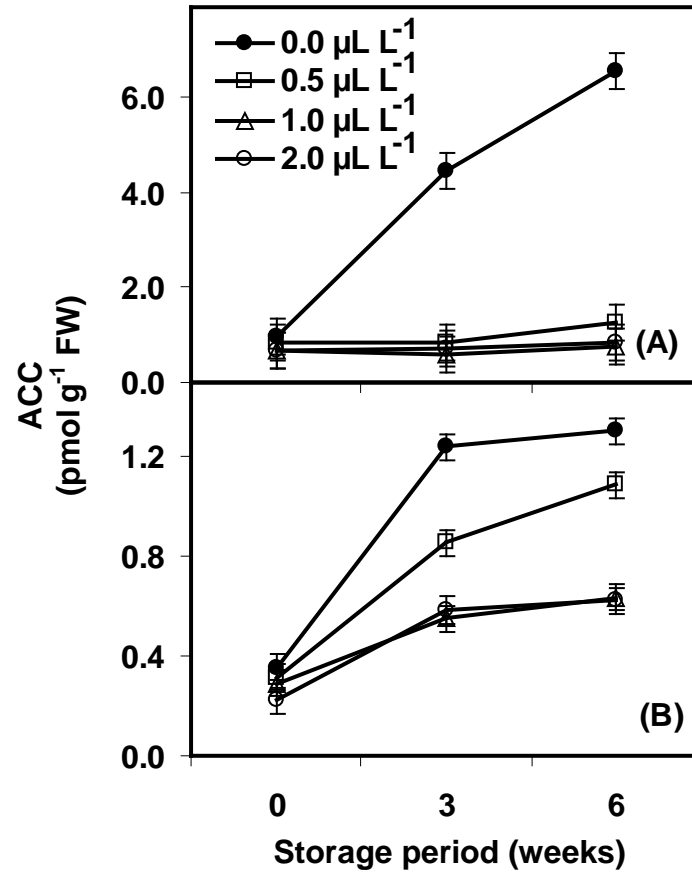 0.0 µL L⁻¹
0.5 µL L⁻¹
1.0 µL L⁻¹
2.0 µL L⁻¹
6.0
4.0
2.0
0.0
(A)
ACC
(pmol g⁻¹ FW)
1.2
0.8
0.4
0.0
(B)
0 3 6
Storage period (weeks)